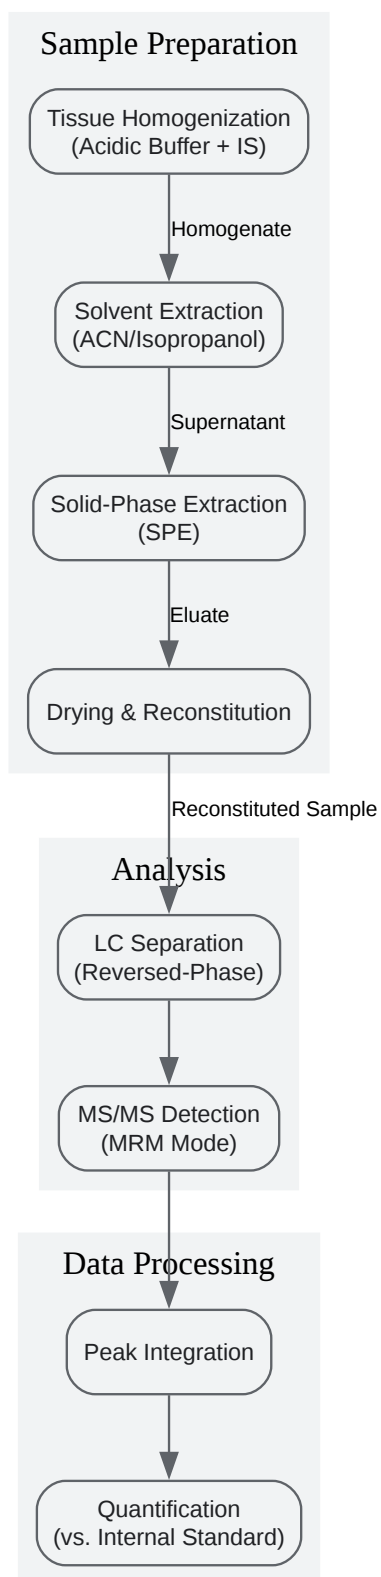 Sample Preparation
Tissue Homogenization
(Acidic Buffer + IS)
Homogenate
Solvent Extraction
(ACN/Isopropanol)
Supernatant
Solid-Phase Extraction
(SPE)
Eluate
Drying & Reconstitution
Reconstituted Sample
Analysis
LC Separation
(Reversed-Phase)
MS/MS Detection
(MRM Mode)
Data Processing
Peak Integration
Quantification
(vs. Internal Standard)